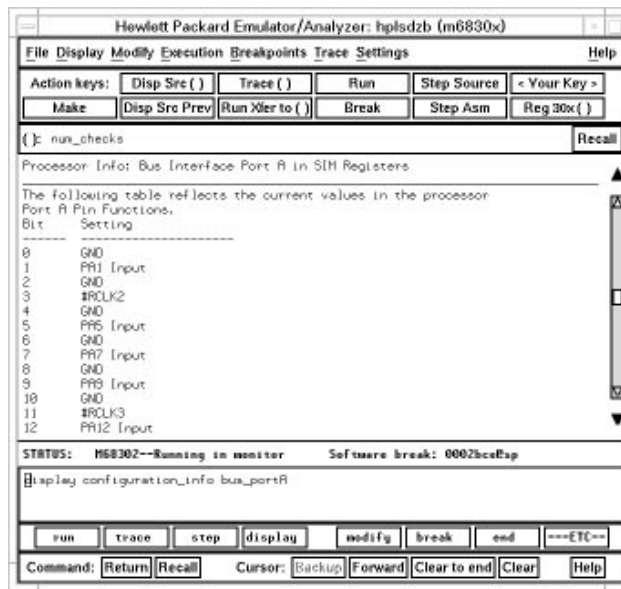 Hewlett Packard Emulator/Analyzer: hplsdzb (m6830x)
File Display Modify Execution Breakpoints Trace Settings Help
Action keys: Disp Src ( ) Trace ( ) Run Step Source < Your Key >
Make Disp Src Prev Run Xfer to ( ) Break Step Asm Reg 30x ( )
( ): num_checks Recall
Processor Info: Bus Interface Port A in SIM Registers
The following table reflects the current values in the processor
Port A Pin Functions.
Bit Setting
------ ----------------------
0 GND
1 PA1 Input
2 GND
3 #RCLK2
4 GND
5 PA5 Input
6 GND
7 PA7 Input
8 GND
9 PA9 Input
10 GND
11 #RCLK3
12 PA12 Input
STATUS: M68302--Running in monitor Software break: 0002bce@sp
display configuration_info bus_portA
run trace step display modify break end ---ETC--
Command: Return Recall Cursor: Backup Forward Clear to end Clear Help